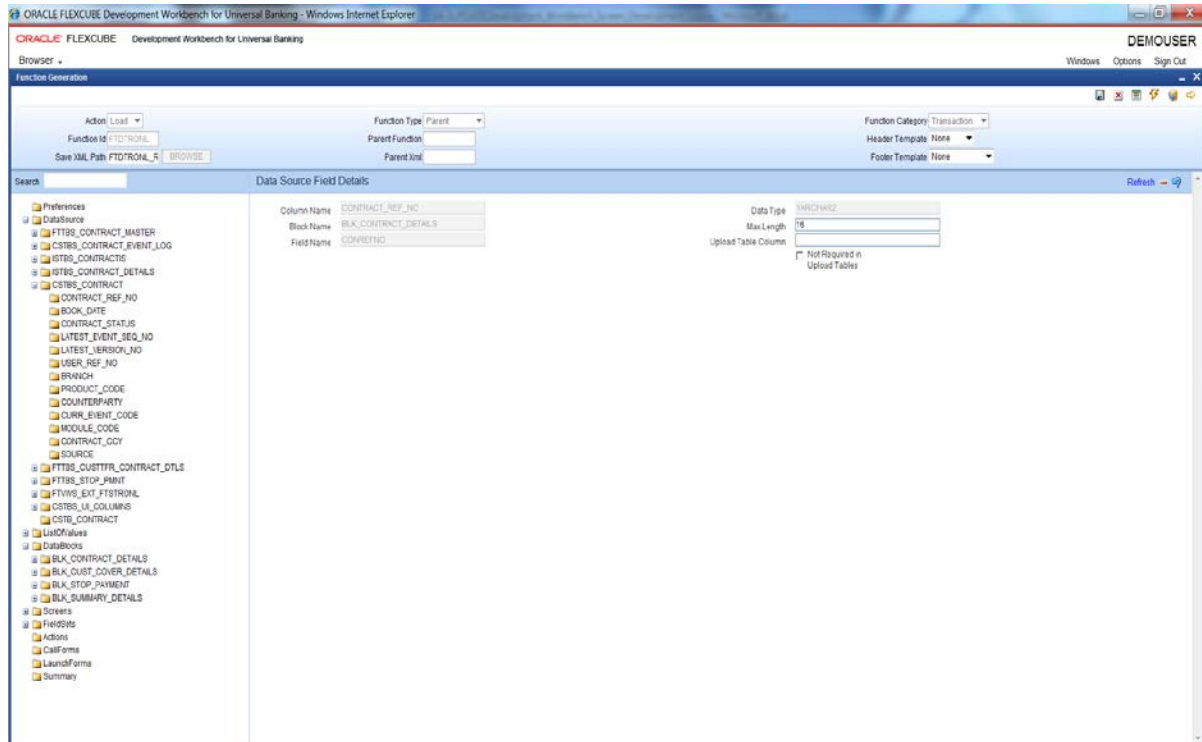 ORACLE FLEXCUBE Development Workbench for Universal Banking - Windows Internet Explorer
ORACLE FLEXCUBE Development Workbench for Universal Banking
DEMOUSER
Browser
Windows Options Sign Out
Function Generation
Action Load
Function Type Parent
Function Category Transaction
Function Id FTDTRONL
Parent Function
Header Template None
Save XML Path FTDTRONL_R BROWSE
Parent Xml
Footer Template None
Search
Data Source Field Details
Refresh
Column Name CONTRACT_REF_NO
Data Type VARCHAR2
Block Name BLK_CONTRACT_DETAILS
Max Length 16
Field Name CONREFNO
Upload Table Column
Not Required in
Upload Tables
Preferences
DataSource
FTTBS_CONTRACT_MASTER
CSTBS_CONTRACT_EVENT_LOG
ISTBS_CONTRACTIS
ISTBS_CONTRACT_DETAILS
CSTBS_CONTRACT
CONTRACT_REF_NO
BOOK_DATE
CONTRACT_STATUS
LATEST_EVENT_SEQ_NO
LATEST_VERSION_NO
USER_REF_NO
BRANCH
PRODUCT_CODE
COUNTERPARTY
CURR_EVENT_CODE
MODULE_CODE
CONTRACT_CCY
SOURCE
FTTBS_CUSTTFR_CONTRACT_DTLS
FTTBS_STOP_PMNT
FTVWS_EXT_FTSTRONL
CSTBS_UI_COLUMNS
CSTB_CONTRACT
ListOfValues
DataBlocks
BLK_CONTRACT_DETAILS
BLK_CUST_COVER_DETAILS
BLK_STOP_PAYMENT
BLK_SUMMARY_DETAILS
Screens
FieldSets
Actions
CallForms
LaunchForms
Summary